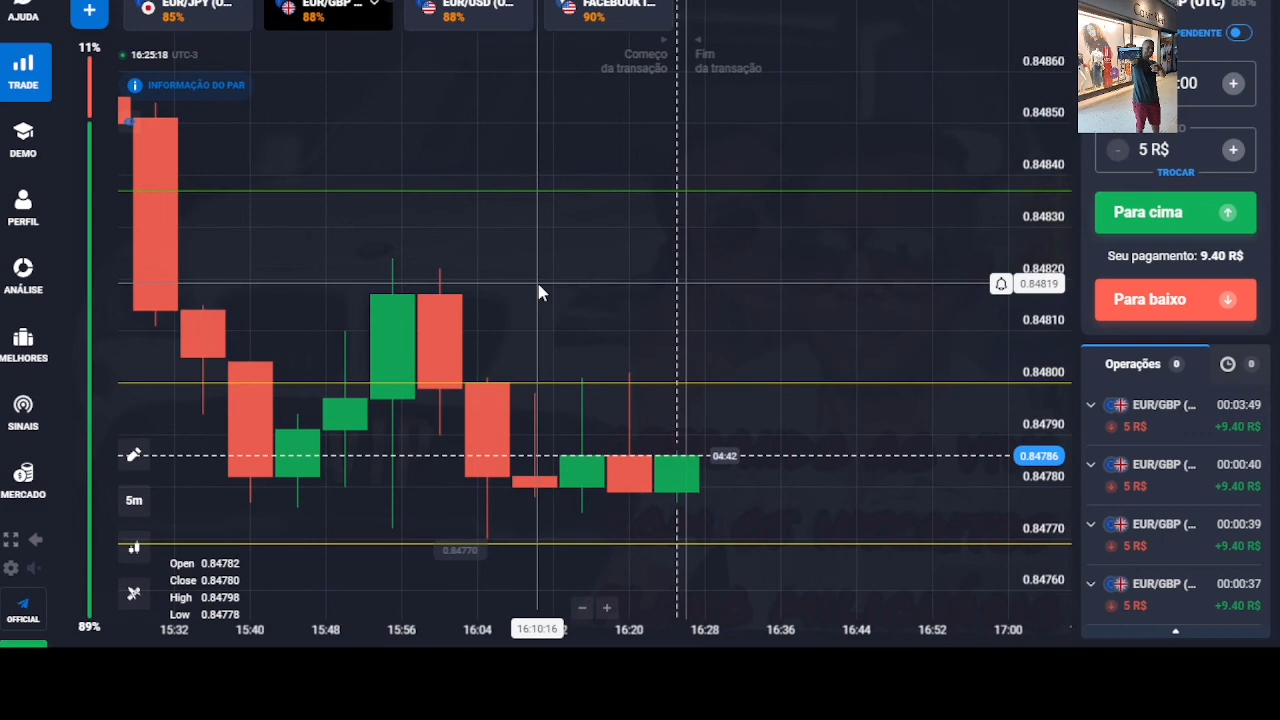 AJUDA
TRADE
DEMO
PERFIL
ANÁLISE
MELHORES
SINAIS
MERCADO
OFFICIAL
+
11%
89%
EUR/JPY (O...
85%
EUR/GBP ...
88%
EUR/USD (O...
88%
FACEBOOK I...
90%
16:25:18 UTC-3
INFORMAÇÃO DO PAR
Começo
da transação
Fim
da transação
0.84860
0.84850
0.84840
0.84830
0.84820
0.84819
0.84810
0.84800
0.84790
0.84786
0.84780
0.84770
0.84760
04:42
0.84770
5m
Open 0.84782
Close 0.84780
High 0.84798
Low 0.84778
15:32
15:40
15:48
15:56
16:04
16:10:16
16:20
16:28
16:36
16:44
16:52
17:00
P (UTC) 88%
PENDENTE
:00
5 R$
TROCAR
Para cima
Seu pagamento: 9.40 R$
Para baixo
Operações 0
0
EUR/GBP (... 00:03:49
5 R$ +9.40 R$
EUR/GBP (... 00:00:40
5 R$ +9.40 R$
EUR/GBP (... 00:00:39
5 R$ +9.40 R$
EUR/GBP (... 00:00:37
5 R$ +9.40 R$